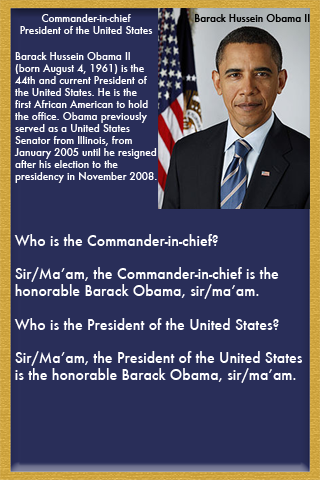 Commander-in-chief
President of the United States
Barack Hussein Obama II
Barack Hussein Obama II
(born August 4, 1961) is the
44th and current President of
the United States. He is the
first African American to hold
the office. Obama previously
served as a United States
Senator from Illinois, from
January 2005 until he resigned
after his election to the
presidency in November 2008.
Who is the Commander-in-chief?
Sir/Ma'am, the Commander-in-chief is the
honorable Barack Obama, sir/ma'am.
Who is the President of the United States?
Sir/Ma'am, the President of the United States
is the honorable Barack Obama, sir/ma'am.